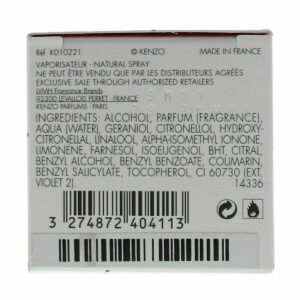 Réf. K010221 © KENZO MADE IN FRANCE
VAPORISATEUR - NATURAL SPRAY
NE PEUT ÊTRE VENDU QUE PAR LES DISTRIBUTEURS AGRÉÉS
EXCLUSIVE SALE THROUGH AUTHORIZED RETAILERS
LVMH Fragrance Brands
92300 LEVALLOIS PERRET - FRANCE
KENZO PARFUMS - PARIS
INGREDIENTS: ALCOHOL, PARFUM (FRAGRANCE),
AQUA (WATER), GERANIOL, CITRONELLOL, HYDROXY-
CITRONELLAL, LINALOOL, ALPHA-ISOMETHYL IONONE,
LIMONENE, FARNESOL, ISOEUGENOL, BHT, CITRAL,
BENZYL ALCOHOL, BENZYL BENZOATE, COUMARIN,
BENZYL SALICYLATE, TOCOPHEROL, CI 60730 (EXT.
VIOLET 2).
14336
3 274872 404113